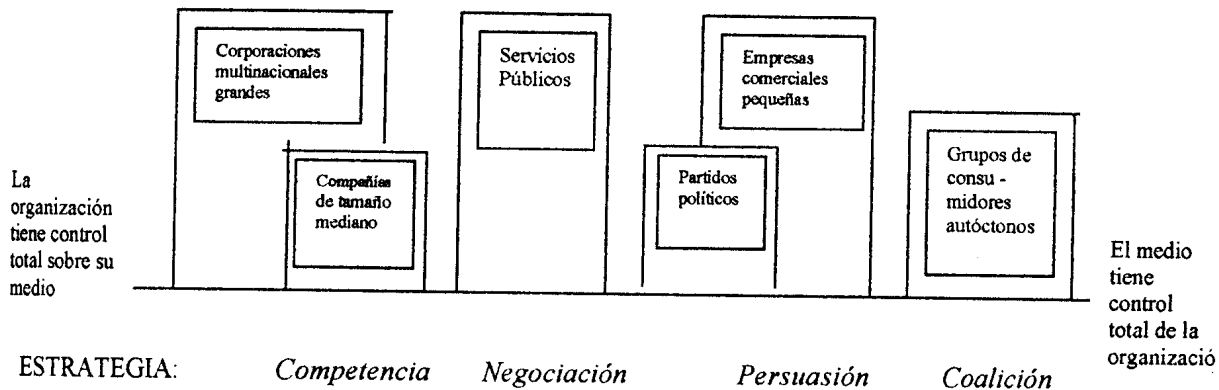 Corporaciones
multinacionales
grandes
Servicios
Públicos
Empresas
comerciales
pequeñas
Compañías
de tamaño
mediano
Partidos
políticos
Grupos de
consu -
midores
autóctonos
La
organización
tiene control
total sobre su
medio
El medio
tiene
control
total de la
organizació
ESTRATEGIA: Competencia Negociación Persuasión Coalición